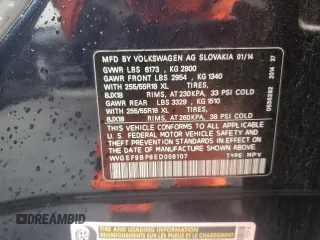 MFD BY VOLKSWAGEN AG SLOVAKIA 01/14
GVWR LBS 6173 , KG 2800
GAWR FRONT LBS 2954 , KG 1340
WITH 255/55R18 XL TIRES,
8JX18 RIMS, AT 230KPA, 33 PSI COLD
GAWR REAR LBS 3329 , KG 1510
WITH 255/55R18 XL TIRES,
8JX18 RIMS, AT 260KPA, 38 PSI COLD
THIS VEHICLE CONFORMS TO ALL APPLICABLE
U. S. FEDERAL MOTOR VEHICLE SAFETY AND
THEFT PREVENTION STANDARDS IN EFFECT ON
THE DATE OF MANUFACTURE SHOWN ABOVE.
WVGEF9BP8ED009107 TYPE: MPV
2014 27
0530292
DREAMBID